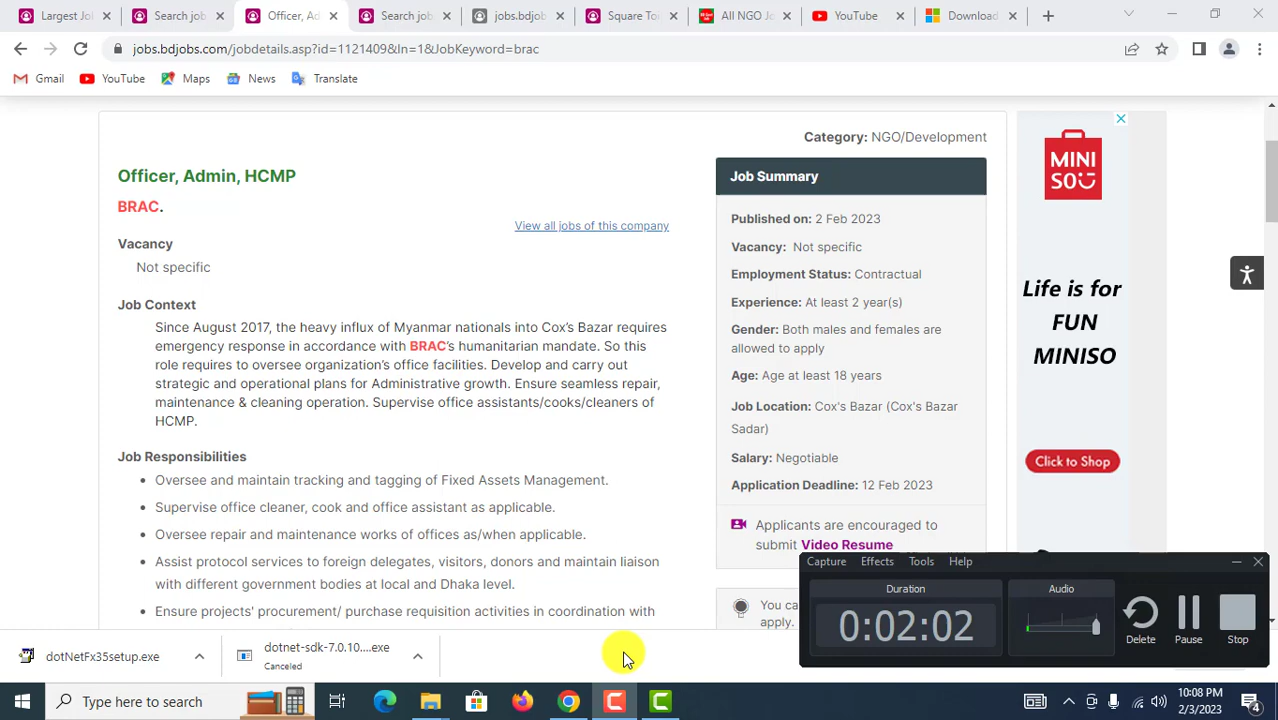 Largest Jol
Search job
Officer, Ad
Search job
jobs.bdjob
Square To
All NGO Jo
YouTube
Download
jobs.bdjobs.com/jobdetails.asp?id=1121409&ln=1&JobKeyword=brac
Gmail
YouTube
Maps
News
Translate
Category: NGO/Development
Officer, Admin, HCMP
BRAC.
View all jobs of this company
Vacancy
Not specific
Job Context
Since August 2017, the heavy influx of Myanmar nationals into Cox's Bazar requires
emergency response in accordance with BRAC's humanitarian mandate. So this
role requires to oversee organization's office facilities. Develop and carry out
strategic and operational plans for Administrative growth. Ensure seamless repair,
maintenance & cleaning operation. Supervise office assistants/cooks/cleaners of
HCMP.
Job Responsibilities
• Oversee and maintain tracking and tagging of Fixed Assets Management.
• Supervise office cleaner, cook and office assistant as applicable.
• Oversee repair and maintenance works of offices as/when applicable.
• Assist protocol services to foreign delegates, visitors, donors and maintain liaison
with different government bodies at local and Dhaka level.
• Ensure projects' procurement/ purchase requisition activities in coordination with
Job Summary
Published on: 2 Feb 2023
Vacancy: Not specific
Employment Status: Contractual
Experience: At least 2 year(s)
Gender: Both males and females are
allowed to apply
Age: Age at least 18 years
Job Location: Cox's Bazar (Cox's Bazar
Sadar)
Salary: Negotiable
Application Deadline: 12 Feb 2023
Applicants are encouraged to
submit Video Resume
You ca
apply.
MINI
SO
Life is for
FUN
MINISO
Click to Shop
Capture Effects Tools Help
Duration
0:02:02
Audio
Delete
Pause
Stop
dotNetFx35setup.exe
dotnet-sdk-7.0.10....exe
Canceled
Type here to search
10:08 PM
2/3/2023
4